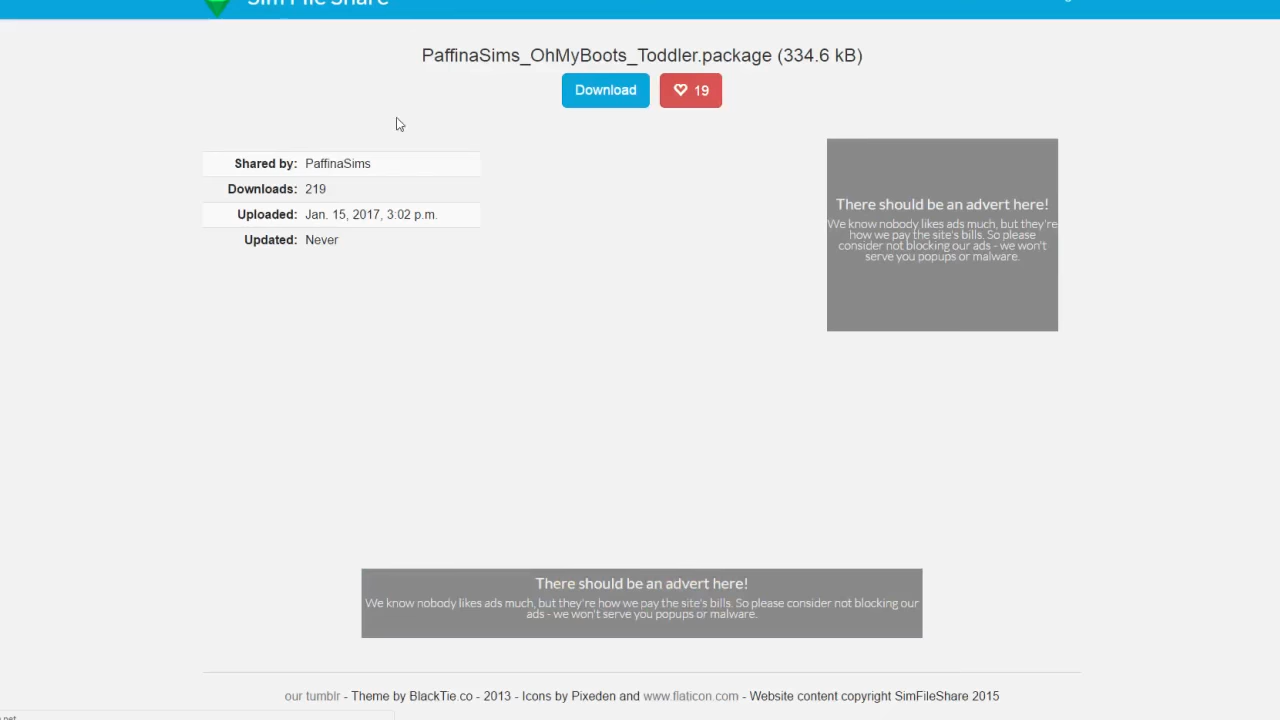 Sim File Share
PaffinaSims_OhMyBoots_Toddler.package (334.6 kB)
Download 19
Shared by: PaffinaSims
Downloads: 219
Uploaded: Jan. 15, 2017, 3:02 p.m.
Updated: Never
There should be an advert here!
We know nobody likes ads much, but they're
how we pay the site's bills. So please
consider not blocking our ads - we won't
serve you popups or malware.
There should be an advert here!
We know nobody likes ads much, but they're how we pay the site's bills. So please consider not blocking our
ads - we won't serve you popups or malware.
our tumblr - Theme by BlackTie.co - 2013 - Icons by Pixeden and www.flaticon.com - Website content copyright SimFileShare 2015